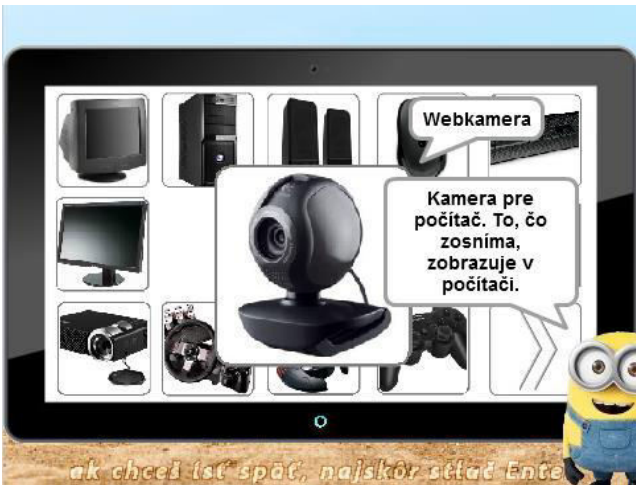 Webkamera
Kamera pre
počítač. To, čo
zosníma,
zobrazuje v
počítači.
ak chceš ísť späť, najskôr stlač Ente